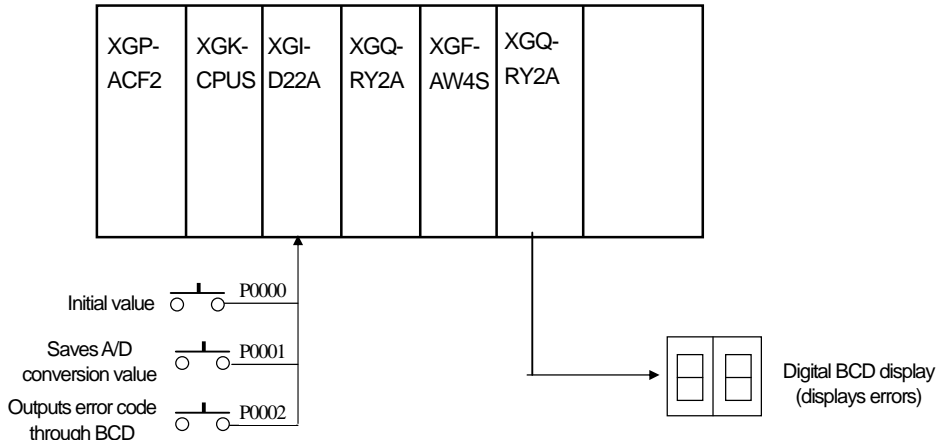 XGP-
ACF2
XGK-
CPUS
XGI-
D22A
XGQ-
RY2A
XGF-
AW4S
XGQ-
RY2A
Initial value
P0000
Saves A/D
conversion value
P0001
Outputs error code
through BCD
P0002
Digital BCD display
(displays errors)